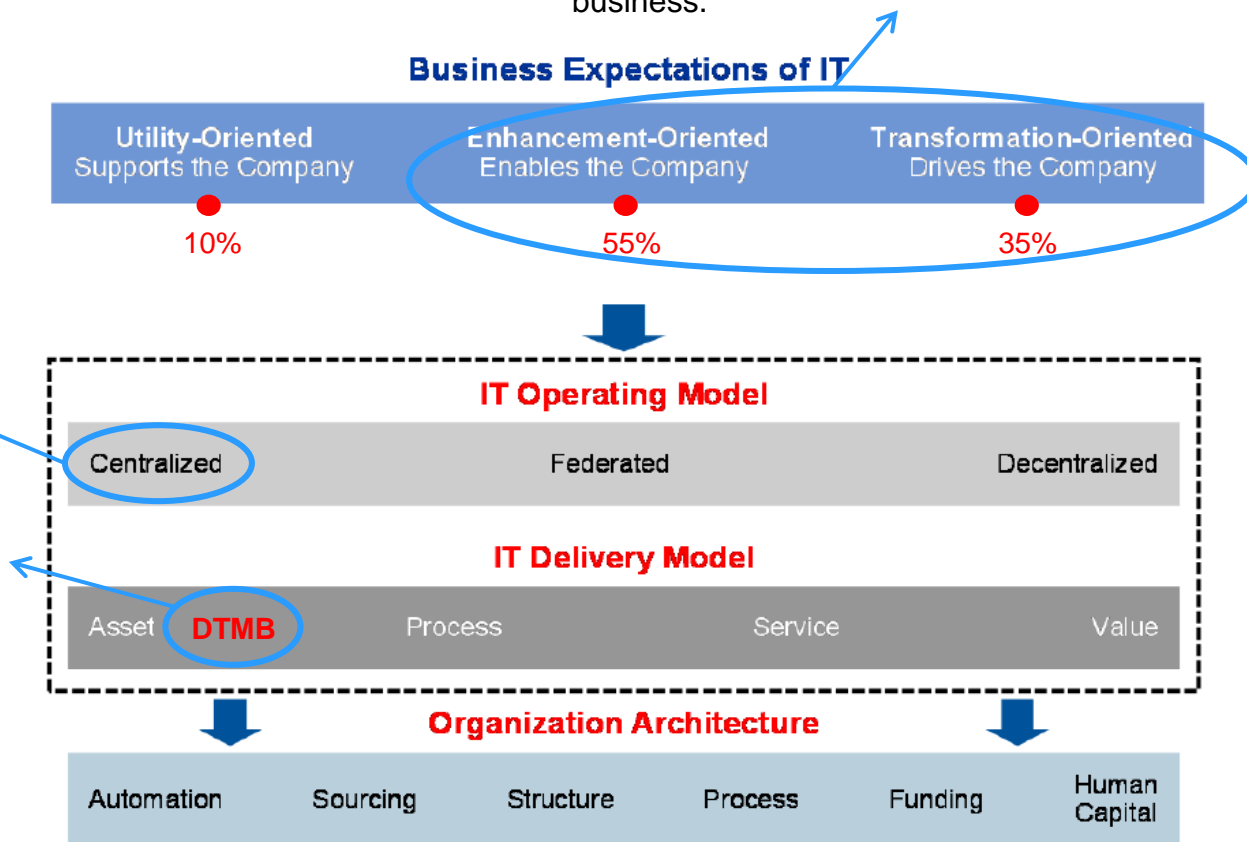 business.
Business Expectations of IT
Utility-Oriented Enhancement-Oriented Transformation-Oriented
Supports the Company Enables the Company Drives the Company
10% 55% 35%
IT Operating Model
Centralized Federated Decentralized
IT Delivery Model
Asset DTMB Process Service Value
Organization Architecture
Automation Sourcing Structure Process Funding Human
Capital